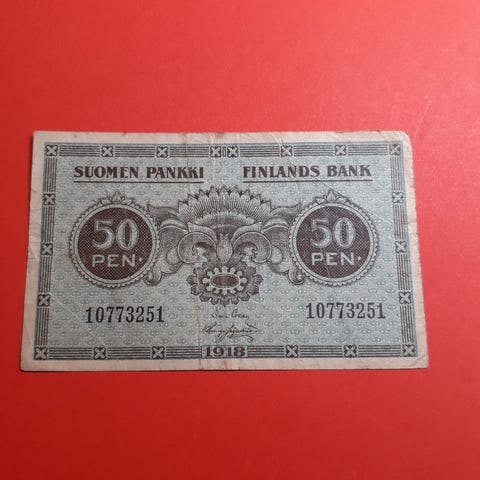 SUOMEN PANKKI FINLANDS BANK
50 50
PEN. PEN.
10773251 10773251
1918